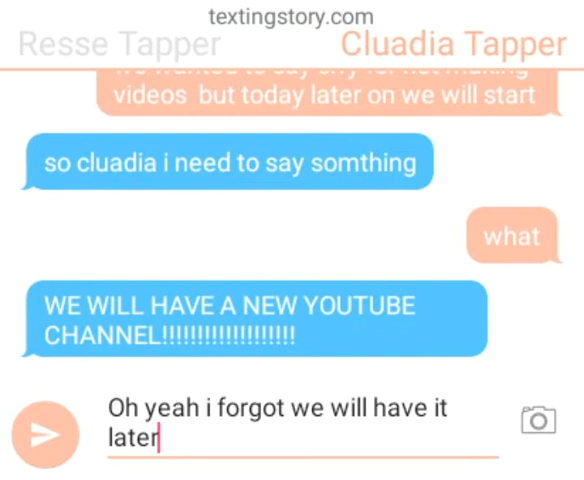 textingstory.com
Resse Tapper Cluadia Tapper
videos but today later on we will start
so cluadia i need to say somthing
what
WE WILL HAVE A NEW YOUTUBE
CHANNEL!!!!!!!!!!!!!!!!!!!
Oh yeah i forgot we will have it
later